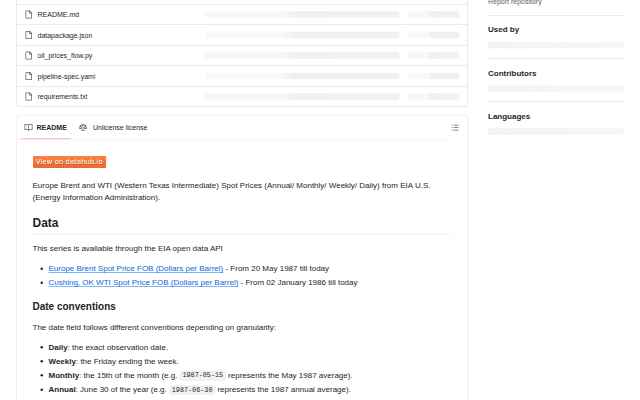 Report repository
README.md
datapackage.json
oil_prices_flow.py
pipeline-spec.yaml
requirements.txt
Used by
Contributors
Languages
README
Unlicense license
View on datahub.io
Europe Brent and WTI (Western Texas Intermediate) Spot Prices (Annual/ Monthly/ Weekly/ Daily) from EIA U.S.
(Energy Information Administration).
Data
This series is available through the EIA open data API
• Europe Brent Spot Price FOB (Dollars per Barrel) - From 20 May 1987 till today
• Cushing, OK WTI Spot Price FOB (Dollars per Barrel) - From 02 January 1986 till today
Date conventions
The date field follows different conventions depending on granularity:
• Daily: the exact observation date.
• Weekly: the Friday ending the week.
• Monthly: the 15th of the month (e.g. 1987-05-15 represents the May 1987 average).
• Annual: June 30 of the year (e.g. 1987-06-30 represents the 1987 annual average).